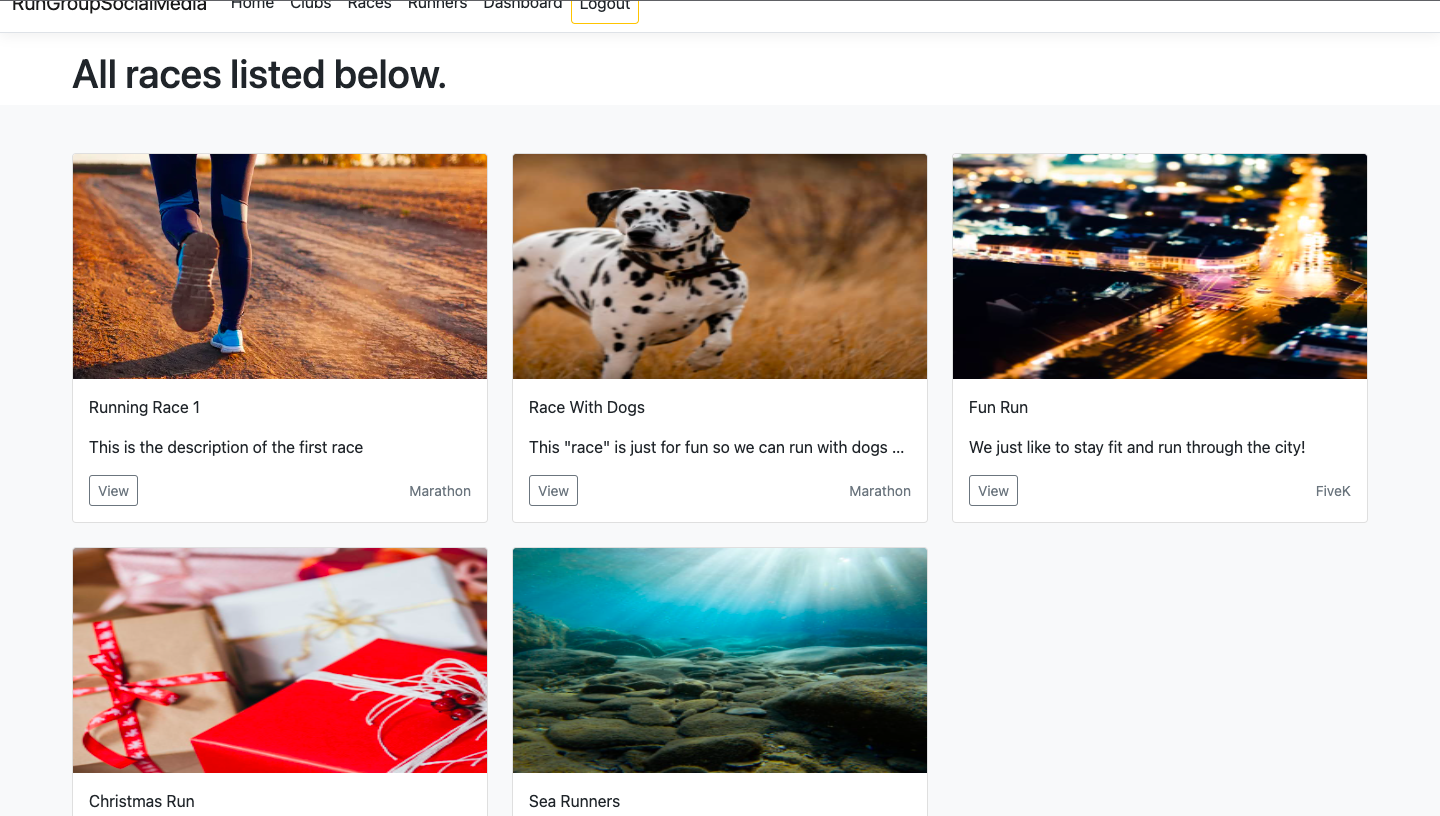 RunGroupSocialMedia Home Clubs Races Runners Dashboard Logout
All races listed below.
Running Race 1
This is the description of the first race
View Marathon
Race With Dogs
This "race" is just for fun so we can run with dogs ...
View Marathon
Fun Run
We just like to stay fit and run through the city!
View FiveK
Christmas Run
Sea Runners